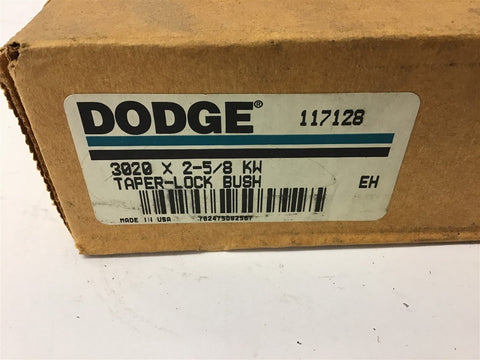 DODGE® 117128
3020 X 2-5/8 KW
TAPER-LOCK BUSH EH
MADE IN USA 782475082567